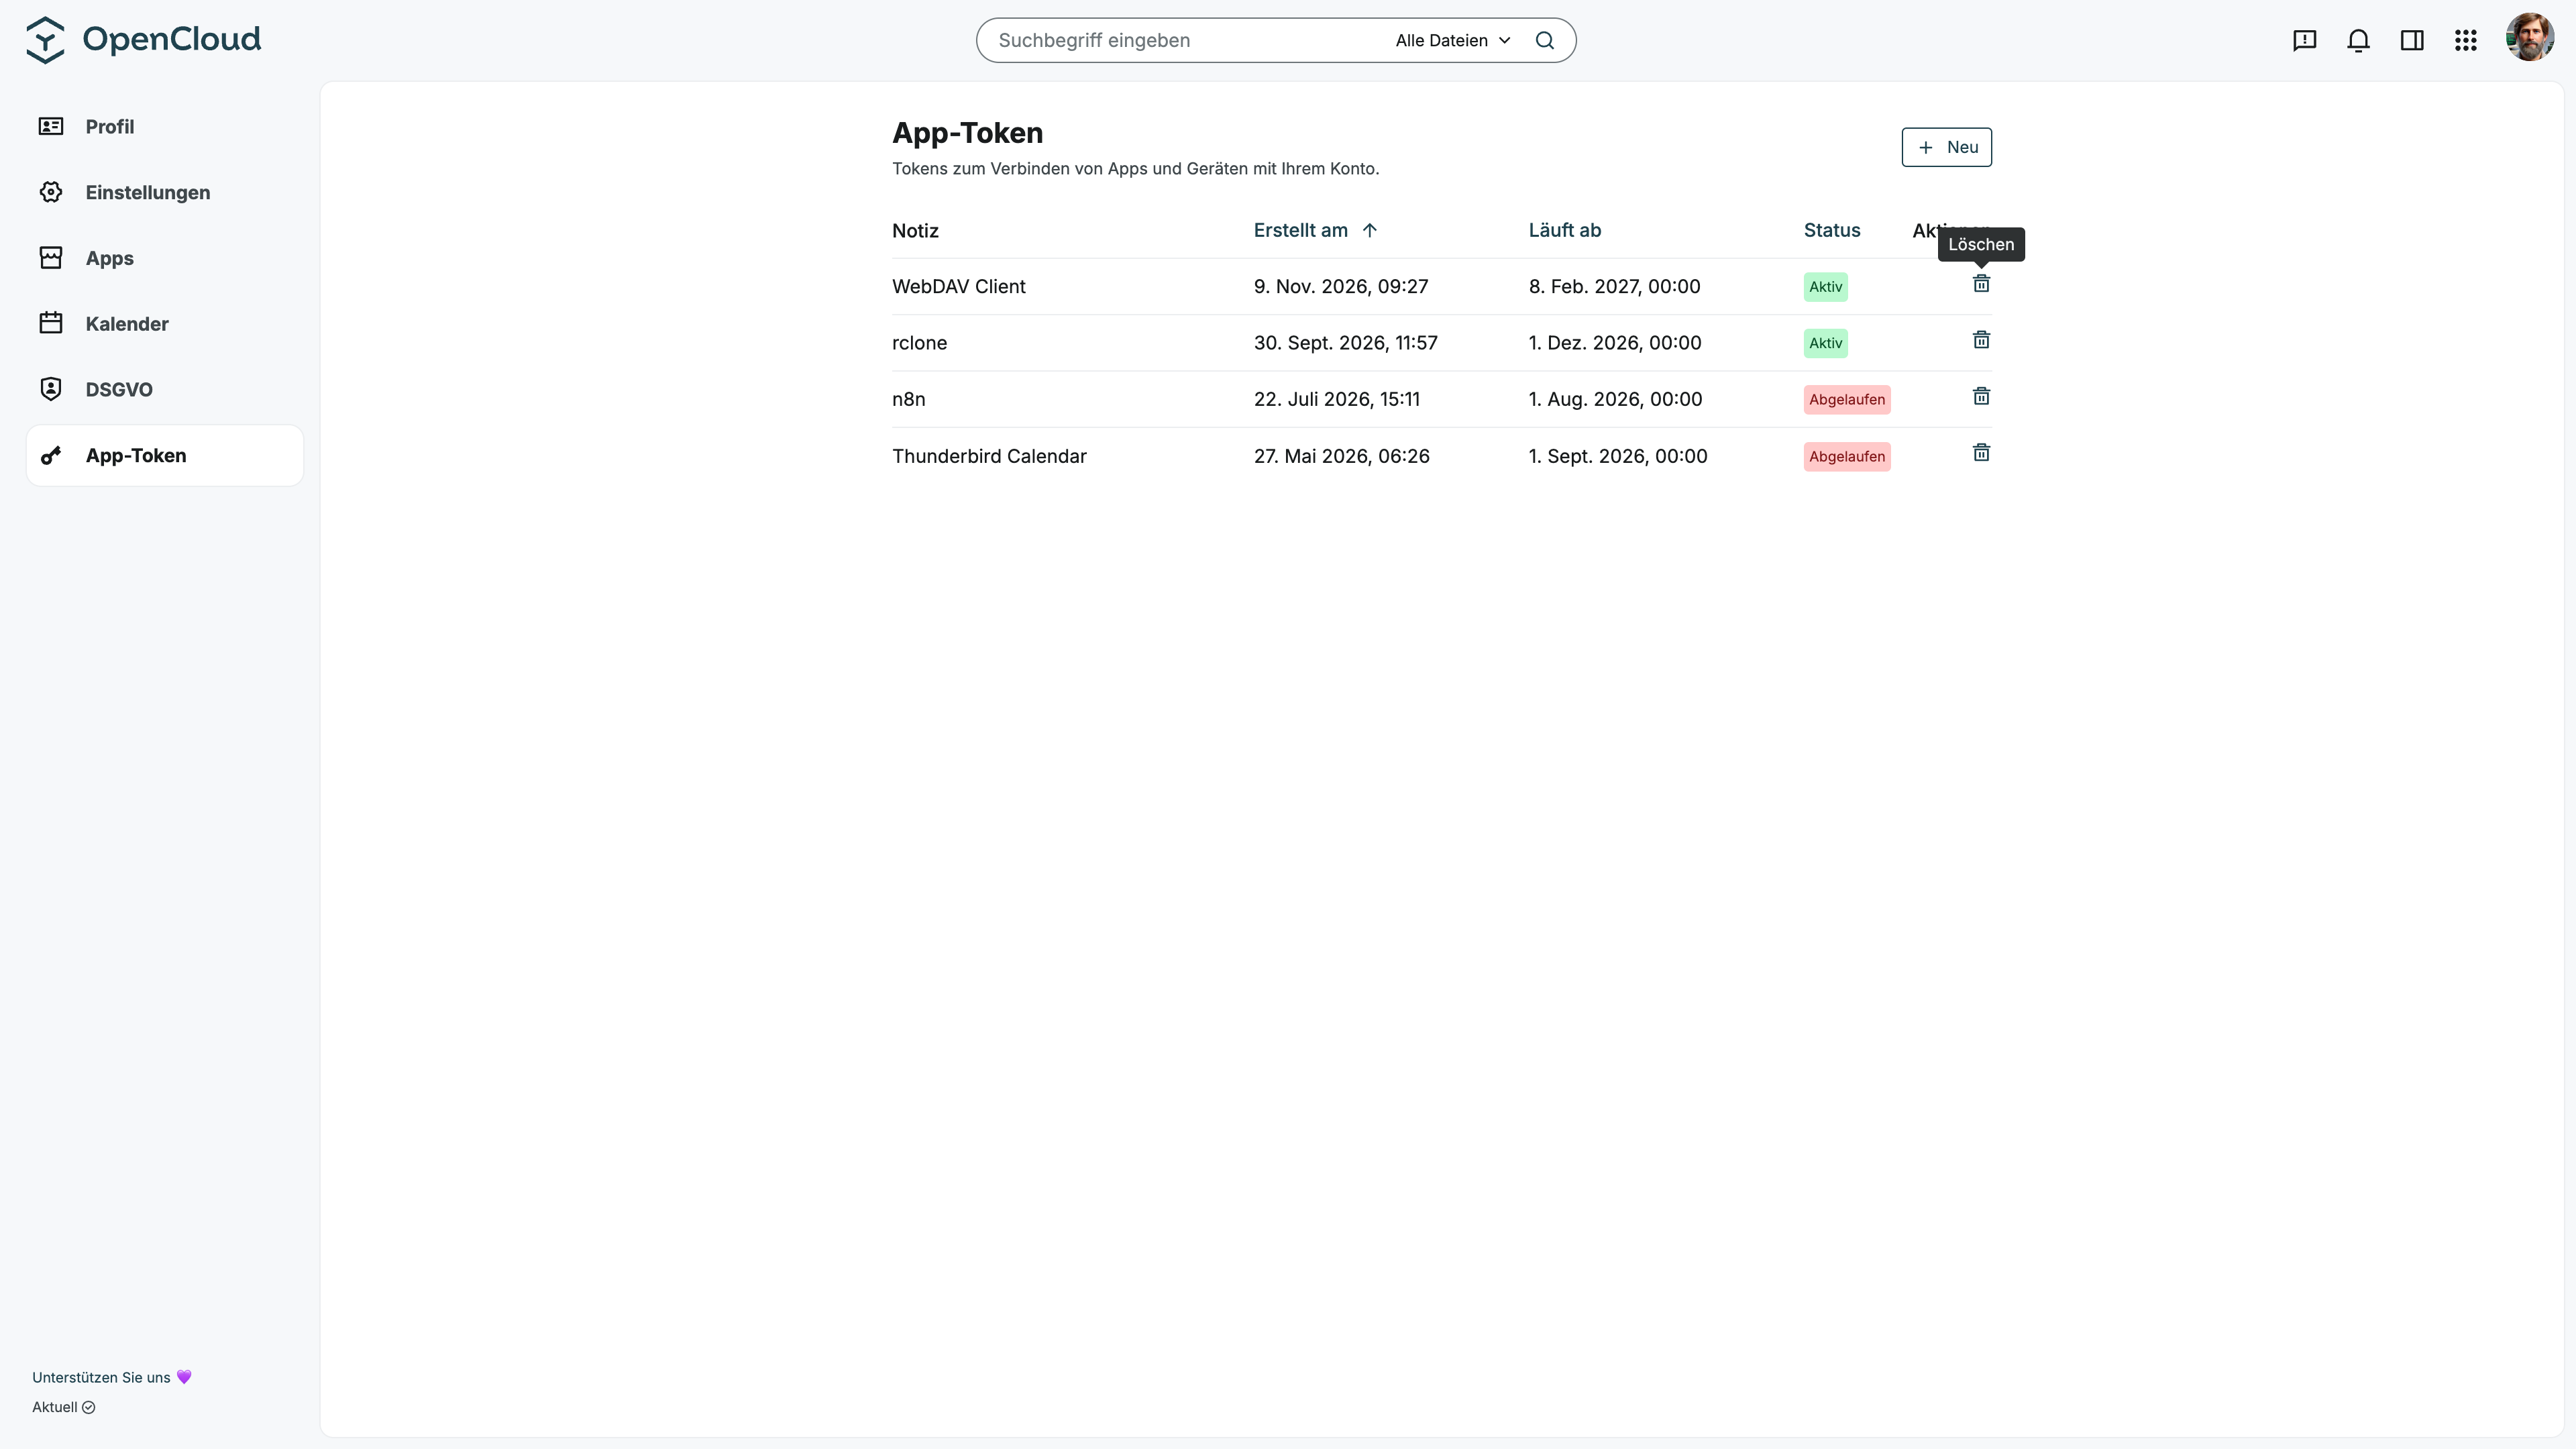 OpenCloud
Suchbegriff eingeben
Alle Dateien
Profil
Einstellungen
Apps
Kalender
DSGVO
App-Token
App-Token
Neu
Tokens zum Verbinden von Apps und Geräten mit Ihrem Konto.
Notiz Erstellt am Läuft ab Status
Löschen
WebDAV Client 9. Nov. 2026, 09:27 8. Feb. 2027, 00:00 Aktiv
rclone 30. Sept. 2026, 11:57 1. Dez. 2026, 00:00 Aktiv
n8n 22. Juli 2026, 15:11 1. Aug. 2026, 00:00 Abgelaufen
Thunderbird Calendar 27. Mai 2026, 06:26 1. Sept. 2026, 00:00 Abgelaufen
Unterstützen Sie uns 💜
Aktuell